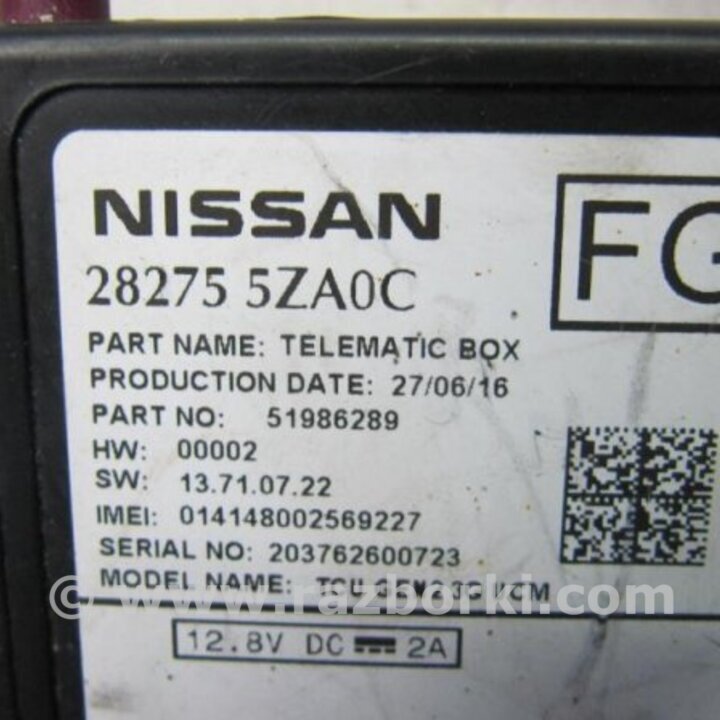 NISSAN
FG
28275 5ZA0C
PART NAME: TELEMATIC BOX
PRODUCTION DATE: 27/06/16
PART NO: 51986289
HW: 00002
SW: 13.71.07.22
IMEI: 014148002569227
SERIAL NO: 203762600723
MODEL NAME:
© www.razborki.com
12.8V DC 2A